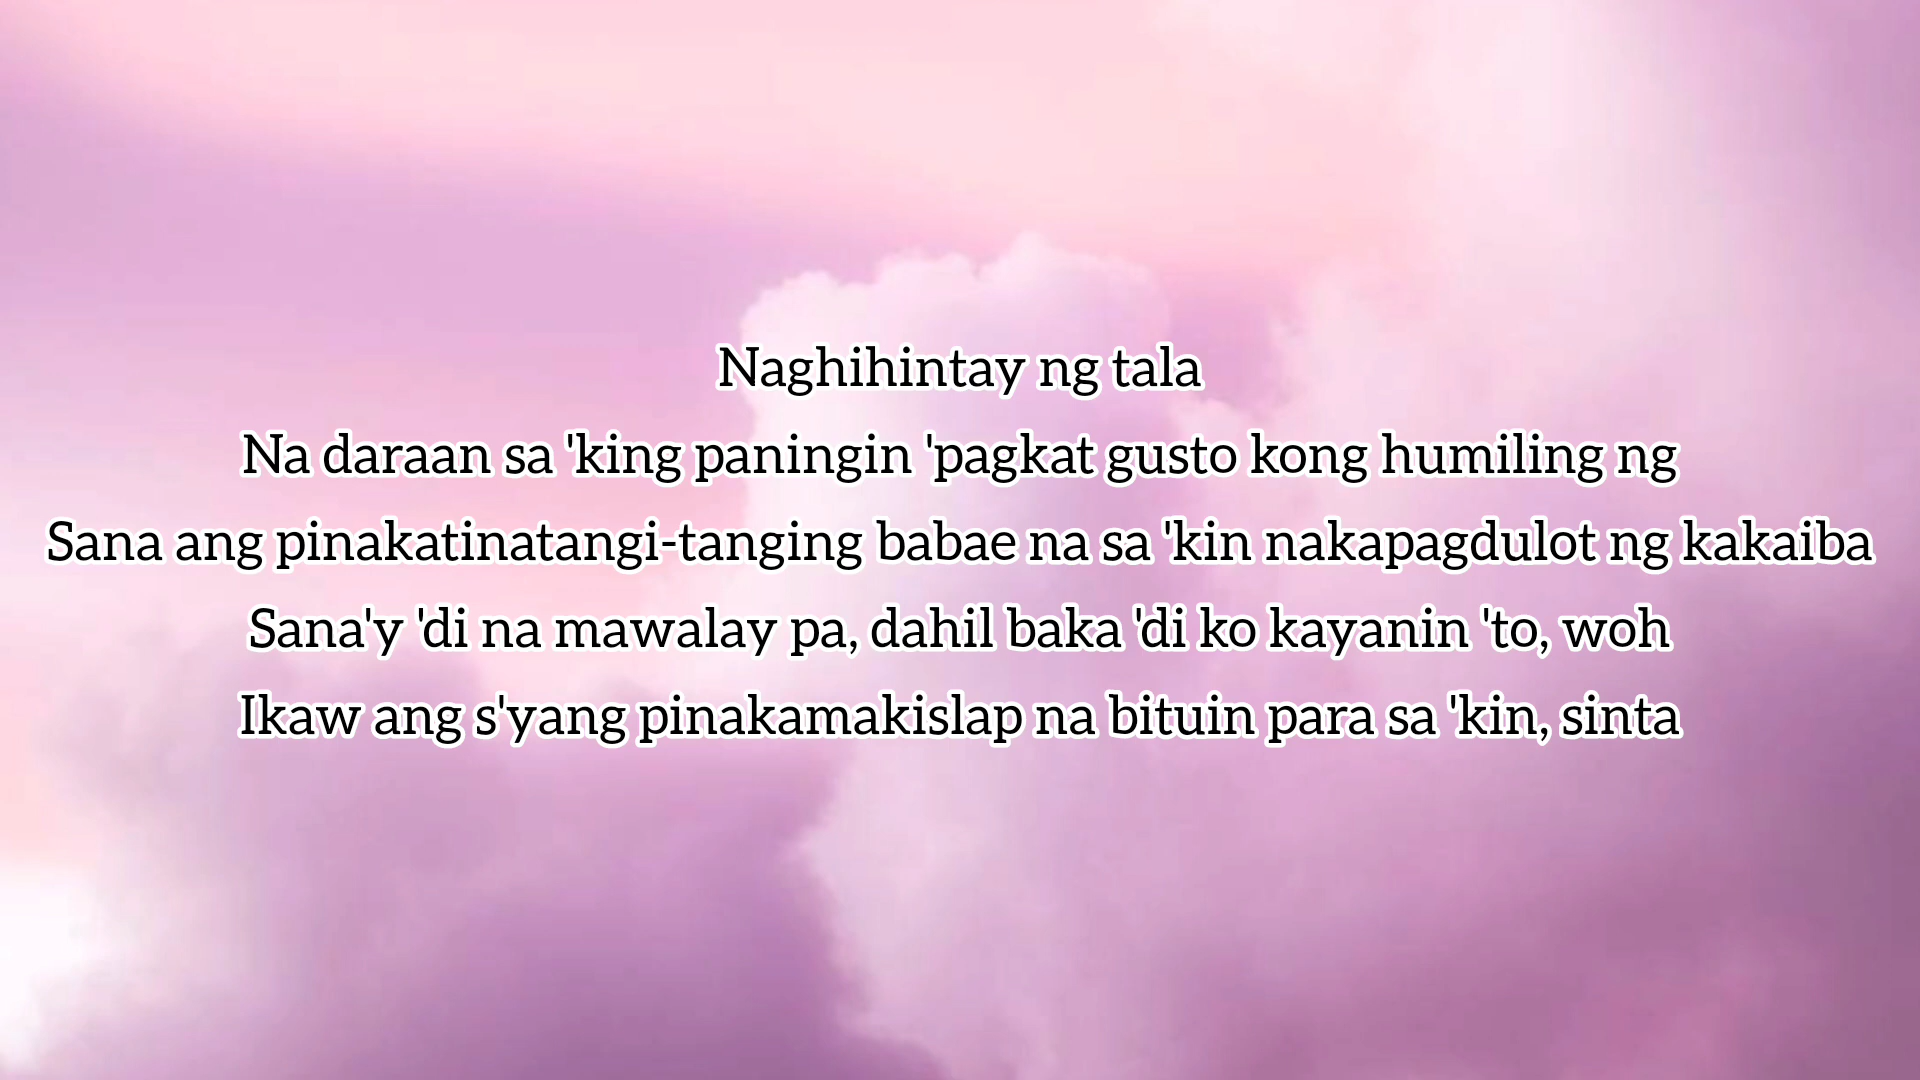 Naghihintay ng tala
Na daraan sa 'king paningin 'pagkat gusto kong humiling ng
Sana ang pinakatinatangi-tanging babae na sa 'kin nakapagdulot ng kakaiba
Sana'y 'di na mawalay pa, dahil baka 'di ko kayanin 'to, woh
Ikaw ang s'yang pinakamakislap na bituin para sa 'kin, sinta